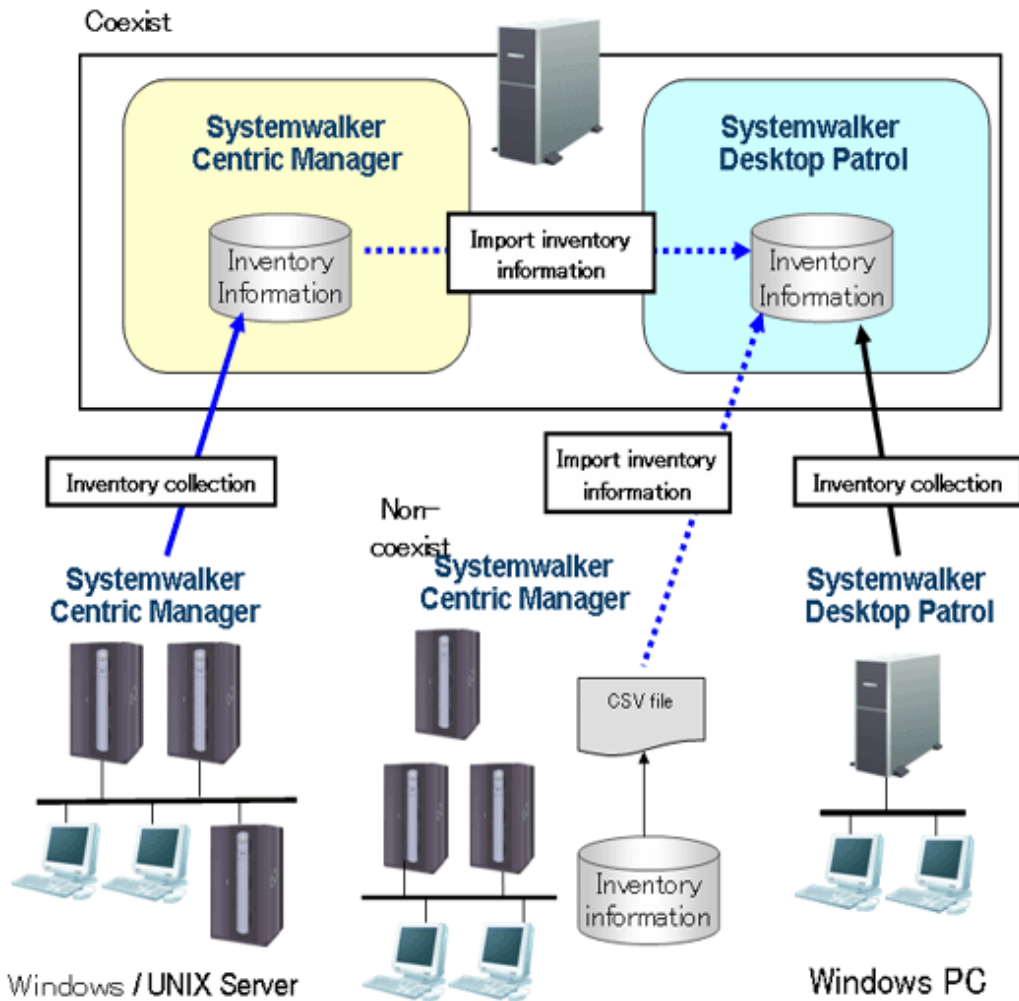 Coexist
Systemwalker
Centric Manager
Systemwalker
Desktop Patrol
Import inventory
information
Inventory
Information
Inventory
Information
Inventory collection
Import inventory
information
Inventory collection
Non-
coexist
Systemwalker
Centric Manager
Systemwalker
Centric Manager
Systemwalker
Desktop Patrol
CSV file
Inventory
information
Windows / UNIX Server
Windows PC